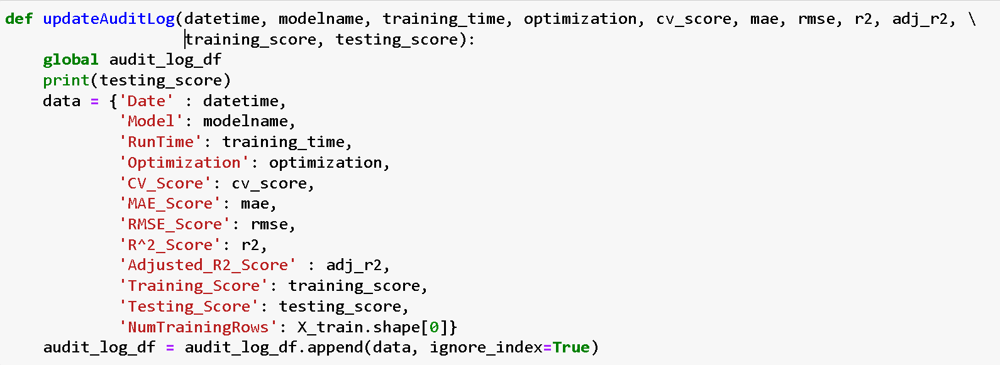 def updateAuditLog(datetime, modelname, training_time, optimization, cv_score, mae, rmse, r2, adj_r2, \
                   training_score, testing_score):
    global audit_log_df
    print(testing_score)
    data = {'Date' : datetime,
            'Model': modelname,
            'RunTime': training_time,
            'Optimization': optimization,
            'CV_Score': cv_score,
            'MAE_Score': mae,
            'RMSE_Score': rmse,
            'R^2_Score': r2,
            'Adjusted_R2_Score' : adj_r2,
            'Training_Score': training_score,
            'Testing_Score': testing_score,
            'NumTrainingRows': X_train.shape[0]}
    audit_log_df = audit_log_df.append(data, ignore_index=True)